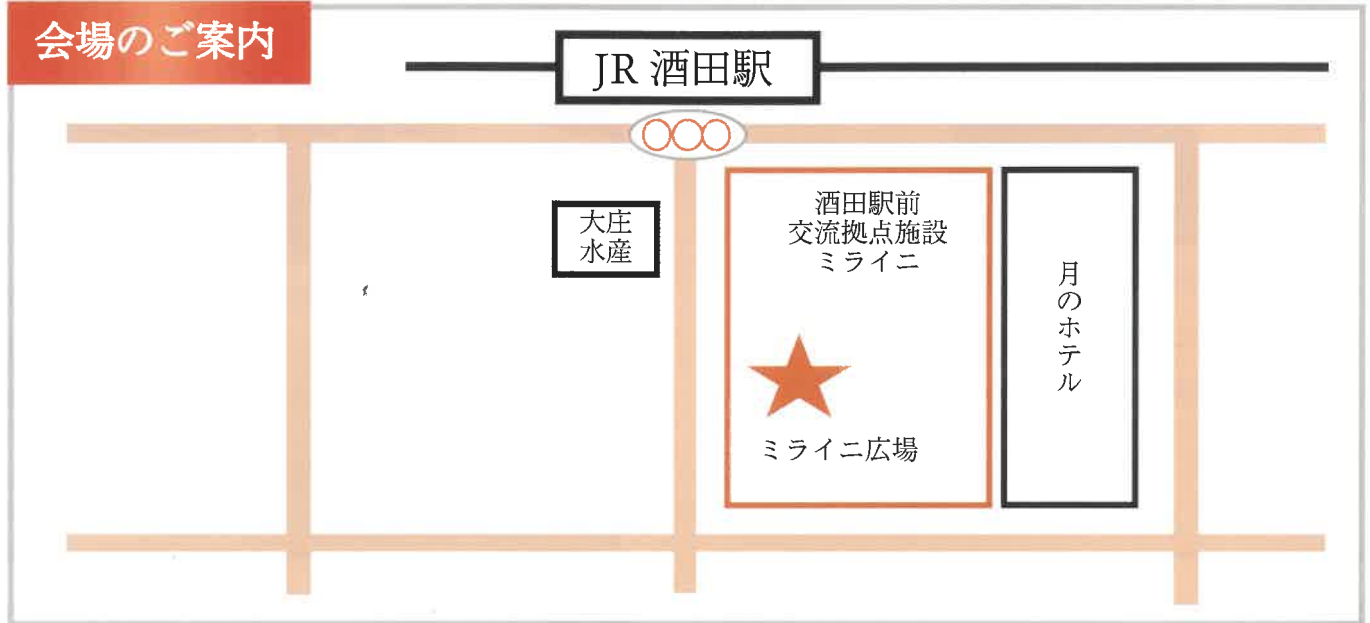 会場のご案内
JR 酒田駅
大庄
水産
酒田駅前
交流拠点施設
ミライニ
ミライニ広場
月のホテル